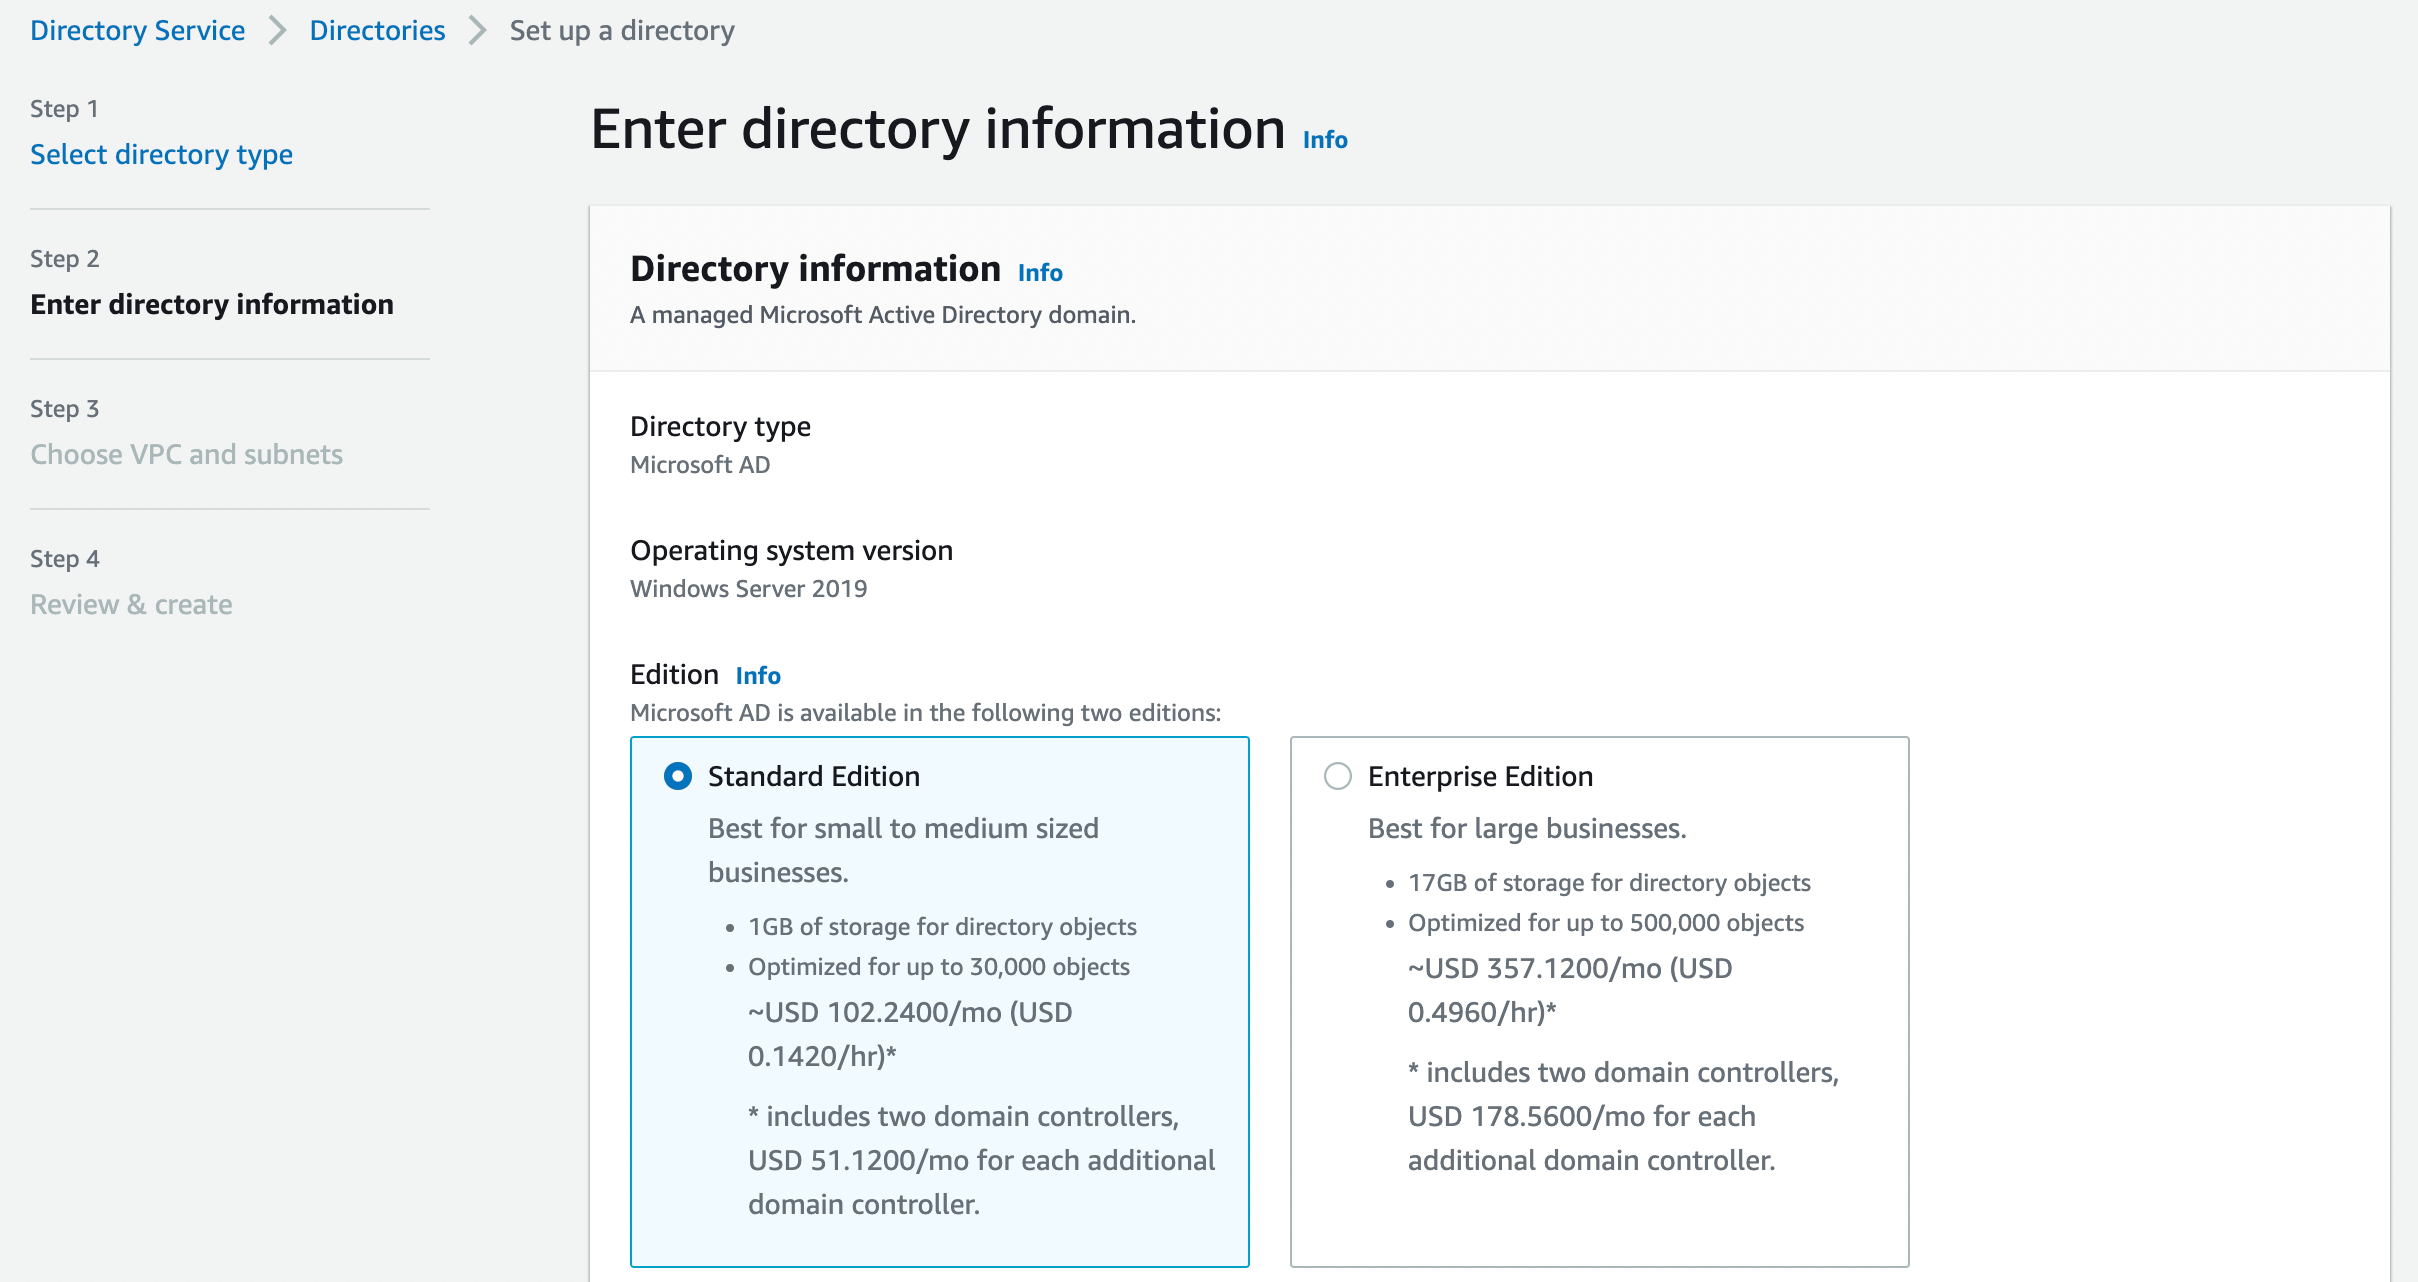 Directory Service > Directories > Set up a directory
Step 1
Select directory type
Step 2
Enter directory information
Step 3
Choose VPC and subnets
Step 4
Review & create
Enter directory information Info
Directory information Info
A managed Microsoft Active Directory domain.
Directory type
Microsoft AD
Operating system version
Windows Server 2019
Edition Info
Microsoft AD is available in the following two editions:
Standard Edition
Best for small to medium sized
businesses.
• 1GB of storage for directory objects
• Optimized for up to 30,000 objects
~USD 102.2400/mo (USD
0.1420/hr)*
* includes two domain controllers,
USD 51.1200/mo for each additional
domain controller.
Enterprise Edition
Best for large businesses.
• 17GB of storage for directory objects
• Optimized for up to 500,000 objects
~USD 357.1200/mo (USD
0.4960/hr)*
* includes two domain controllers,
USD 178.5600/mo for each
additional domain controller.